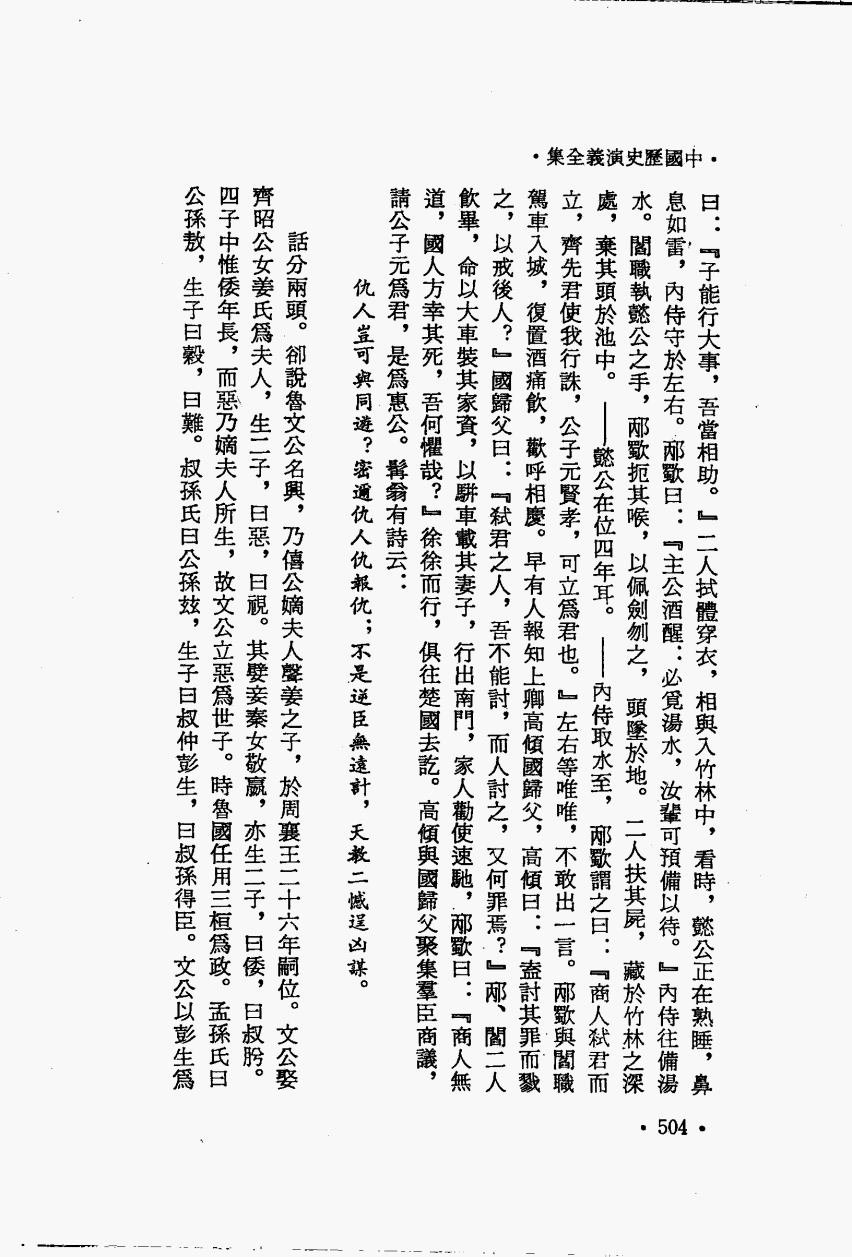 ·中國歷史演義全集·
曰：『子能行大事，吾當相助。』二人拭體穿衣，相與入竹林中，看時，懿公正在熟睡，鼻
息如雷，內侍守於左右。邴歜曰：『主公酒醒：必覓湯水，汝輩可預備以待。』內侍往備湯
水。閻職執懿公之手，邴歜扼其喉，以佩劍刎之，頭墜於地。二人扶其屍，藏於竹林之深
處，棄其頭於池中。——懿公在位四年耳。——內侍取水至，邴歜謂之曰：『商人弒君而
立，齊先君使我行誅，公子元賢孝，可立爲君也。』左右等唯唯，不敢出一言。邴歜與閻職
駕車入城，復置酒痛飲，歡呼相慶。早有人報知上卿高傾國歸父，高傾曰：『盍討其罪而戮
之，以戒後人？』國歸父曰：『弒君之人，吾不能討，而人討之，又何罪焉？』邴、閻二人
飲畢，命以大車裝其家資，以駢車載其妻子，行出南門，家人勸使速馳，邴歜曰：『商人無
道，國人方幸其死，吾何懼哉？』徐徐而行，俱往楚國去訖。高傾與國歸父聚集羣臣商議，
請公子元爲君，是爲惠公。髯翁有詩云：
仇人豈可與同遊？密邇仇人仇報仇；不是逆臣無遠計，天教二憾逞凶謀。
話分兩頭。卻說魯文公名興，乃僖公嫡夫人聲姜之子，於周襄王二十六年嗣位。文公娶
齊昭公女姜氏爲夫人，生二子，曰惡，曰視。其嬖妾秦女敬嬴，亦生二子，曰倭，曰叔肹。
四子中惟倭年長，而惡乃嫡夫人所生，故文公立惡爲世子。時魯國任用三桓爲政。孟孫氏曰
公孫敖，生子曰穀，曰難。叔孫氏曰公孫玆，生子曰叔仲彭生，曰叔孫得臣。文公以彭生爲
·504·